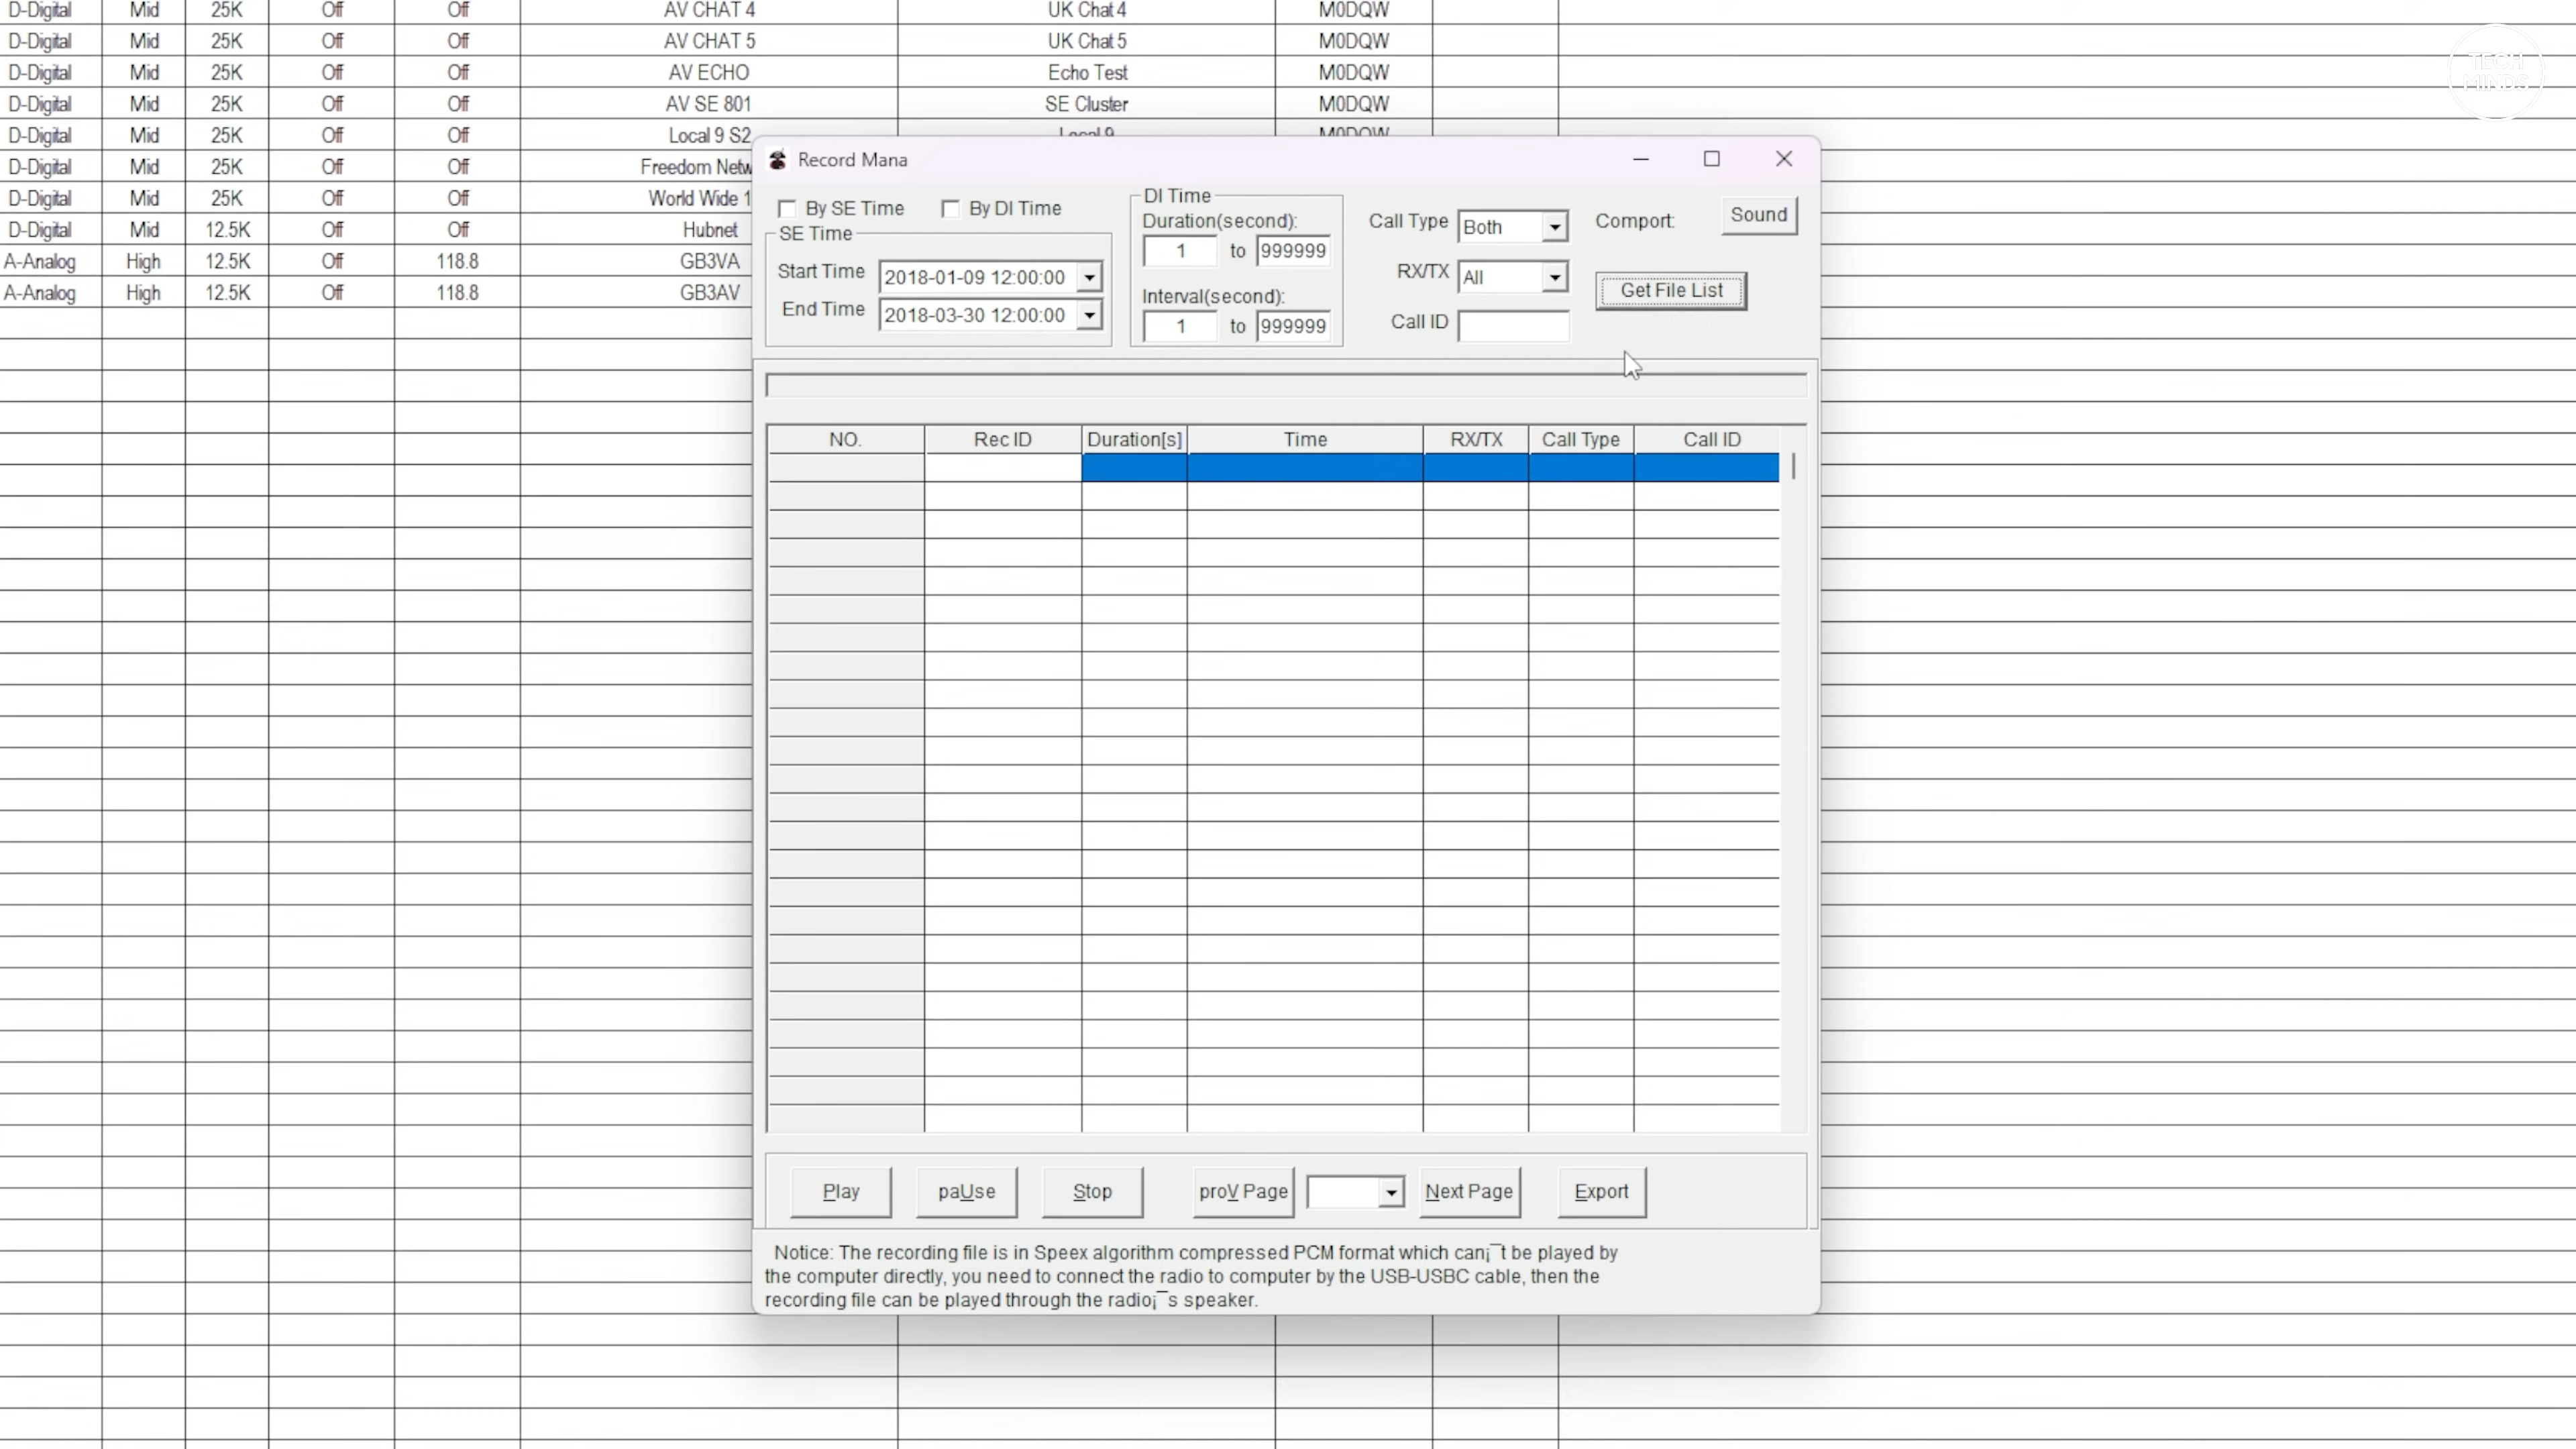 D-Digital Mid 25K Off Off AV CHAT 4 UK Chat 4 M0DQW
D-Digital Mid 25K Off Off AV CHAT 5 UK Chat 5 M0DQW
D-Digital Mid 25K Off Off AV ECHO Echo Test M0DQW
D-Digital Mid 25K Off Off AV SE 801 SE Cluster M0DQW
D-Digital Mid 25K Off Off Local 9 S2 Local 9 M0DQW
D-Digital Mid 25K Off Off Freedom Netw
D-Digital Mid 25K Off Off World Wide 1
D-Digital Mid 12.5K Off Off Hubnet
A-Analog High 12.5K Off 118.8 GB3VA
A-Analog High 12.5K Off 118.8 GB3AV
TECH
MINDS
Record Mana
By SE Time By DI Time
SE Time
Start Time 2018-01-09 12:00:00
End Time 2018-03-30 12:00:00
DI Time
Duration(second):
1 to 999999
Interval(second):
1 to 999999
Call Type Both
RX/TX All
Call ID
Comport: Sound
Get File List
NO. Rec ID Duration[s] Time RX/TX Call Type Call ID
Play paUse Stop proV Page Next Page Export
Notice: The recording file is in Speex algorithm compressed PCM format which can¡¯t be played by
the computer directly, you need to connect the radio to computer by the USB-USBC cable, then the
recording file can be played through the radio¡¯s speaker.